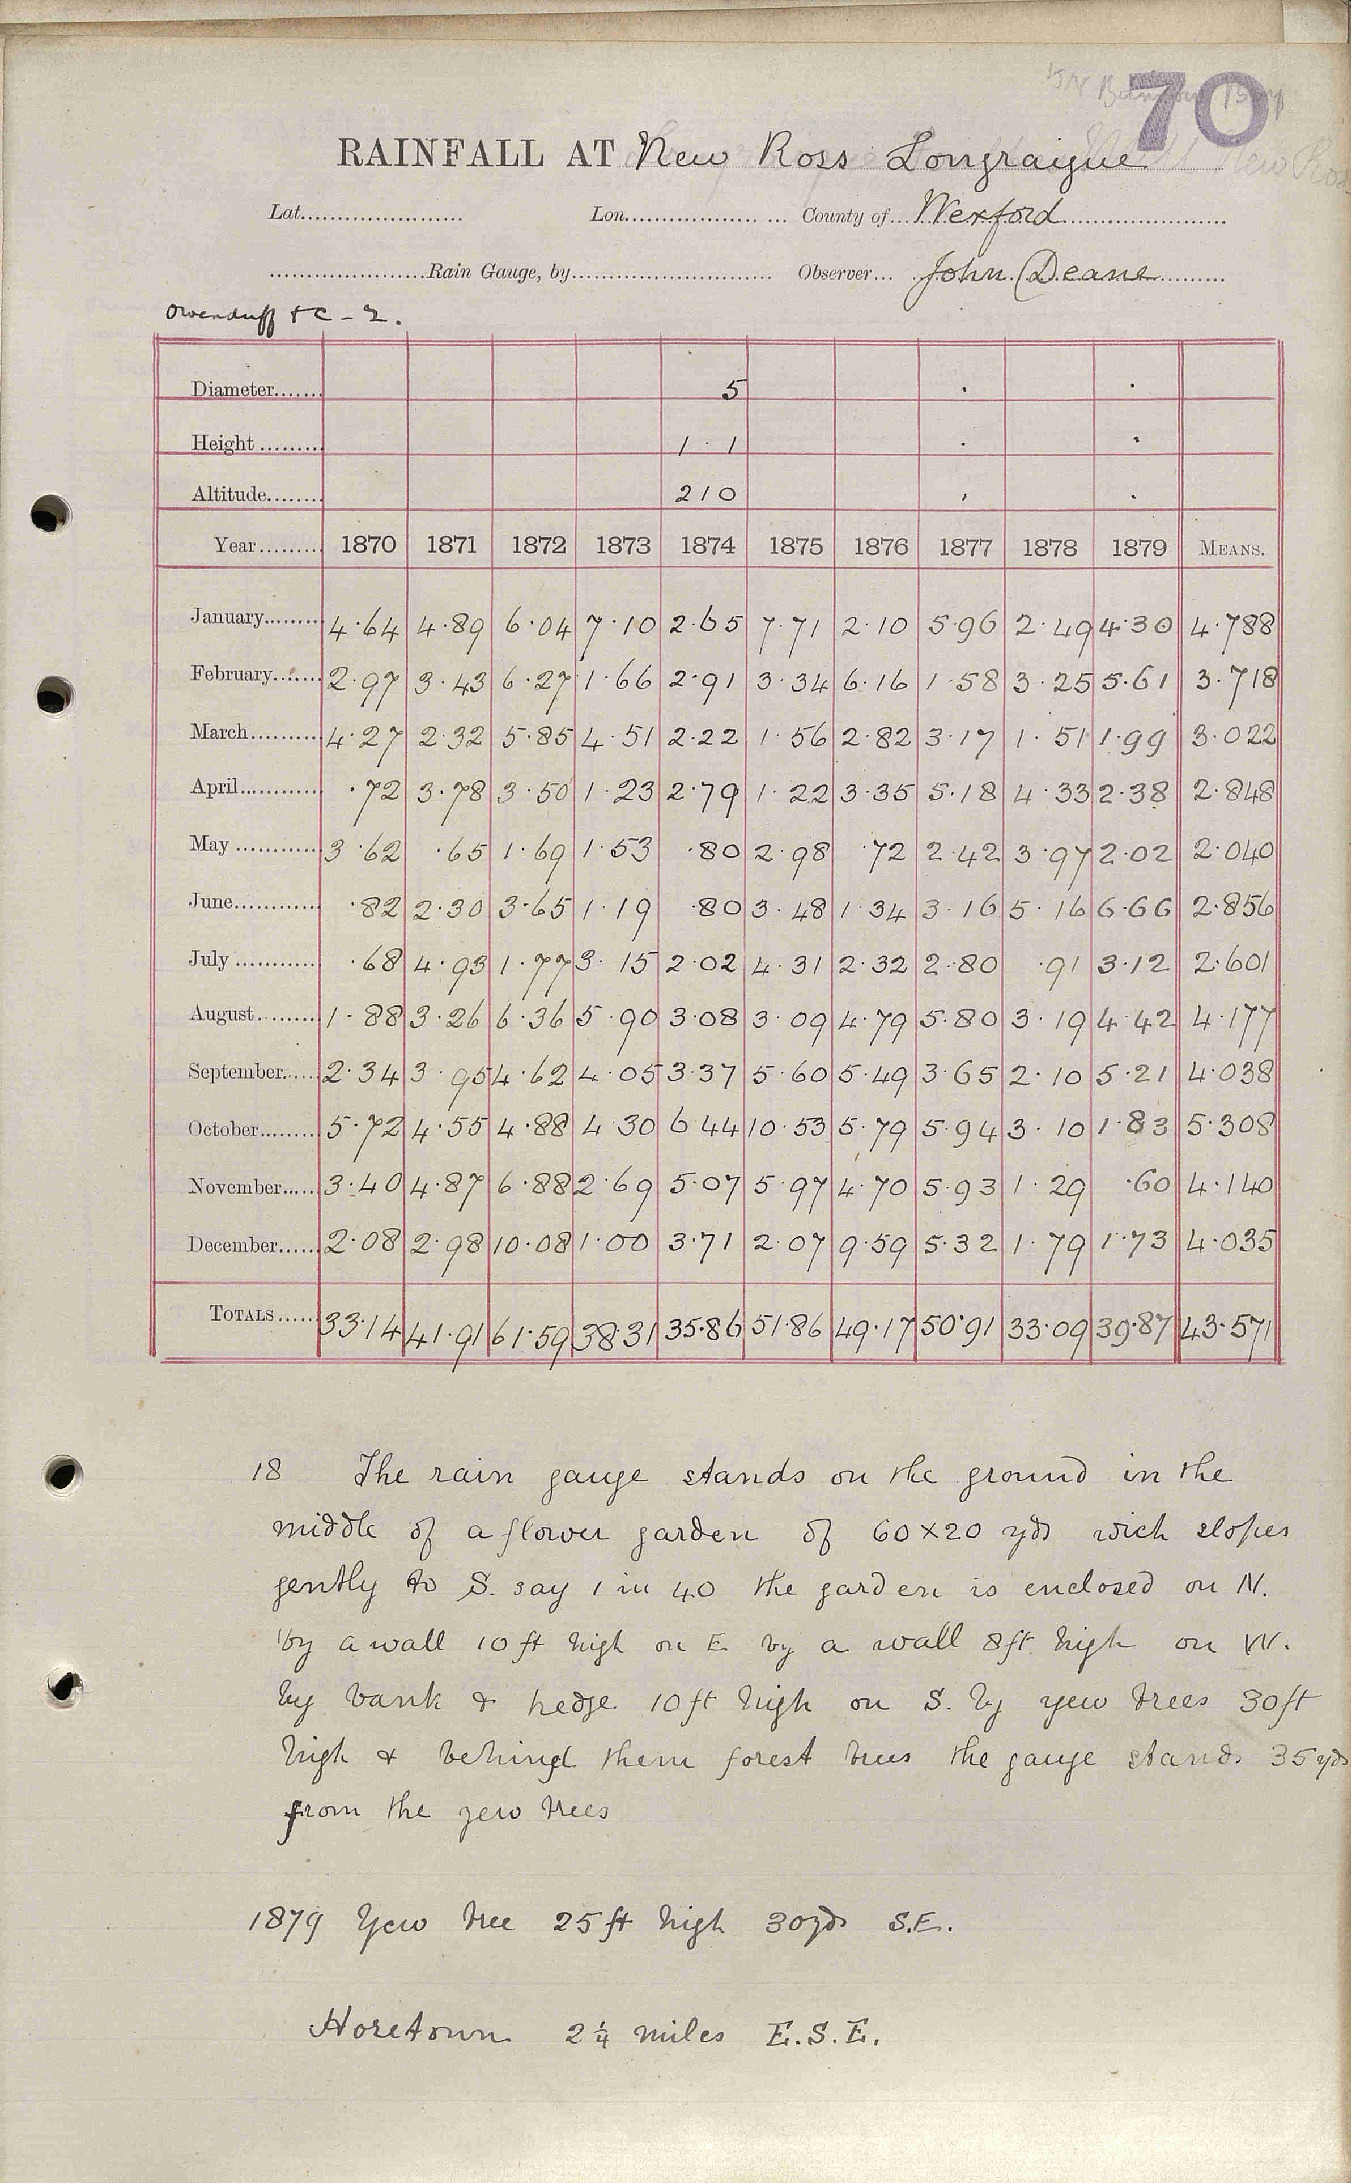 70
RAINFALL AT New Ross Longraigue
Lat. Lon. County of Wexford
Rain Gauge, by Observer John Deane
Owenduff & C - 2.
Diameter 5
Height 1 . 1
Altitude 210
Year 1870 1871 1872 1873 1874 1875 1876 1877 1878 1879 MEANS.
January 4.64 4.89 6.04 7.10 2.65 7.71 2.10 5.96 2.49 4.30 4.788
February 2.97 3.43 6.27 1.66 2.91 3.34 6.16 1.58 3.25 5.61 3.718
March 4.27 2.32 5.85 4.51 2.22 1.56 2.82 3.17 1.51 1.99 3.022
April .72 3.78 3.50 1.23 2.79 1.22 3.35 5.18 4.33 2.38 2.848
May 3.62 .65 1.69 1.53 .80 2.98 .72 2.42 3.97 2.02 2.040
June .82 2.30 3.65 1.19 .80 3.48 1.34 3.16 5.16 6.66 2.856
July .68 4.93 1.77 3.15 2.02 4.31 2.32 2.80 .91 3.12 2.601
August 1.88 3.26 6.36 5.90 3.08 3.09 4.79 5.80 3.19 4.42 4.177
September 2.34 3.95 4.62 4.05 3.37 5.60 5.49 3.65 2.10 5.21 4.038
October 5.72 4.55 4.88 4.30 6.44 10.53 5.79 5.94 3.10 1.83 5.308
November 3.40 4.87 6.88 2.69 5.07 5.97 4.70 5.93 1.29 .60 4.140
December 2.08 2.98 10.08 1.00 3.71 2.07 9.59 5.32 1.79 1.73 4.035
TOTALS 33.14 41.91 61.59 38.31 35.86 51.86 49.17 50.91 33.09 39.87 43.571
18 The rain gauge stands on the ground in the
middle of a flower garden of 60x20 yds wich slopes
gently to S. say 1 in 40 the garden is enclosed on N.
by a wall 10 ft high on E by a wall 8ft high on W.
by bank & hedge 10ft high on S. by yew trees 30ft
high & behind them forest trees the gauge stands 35 yds
from the yew trees
1879 Yew tree 25ft high 30yds S.E.
Horetown 2¼ miles E.S.E.